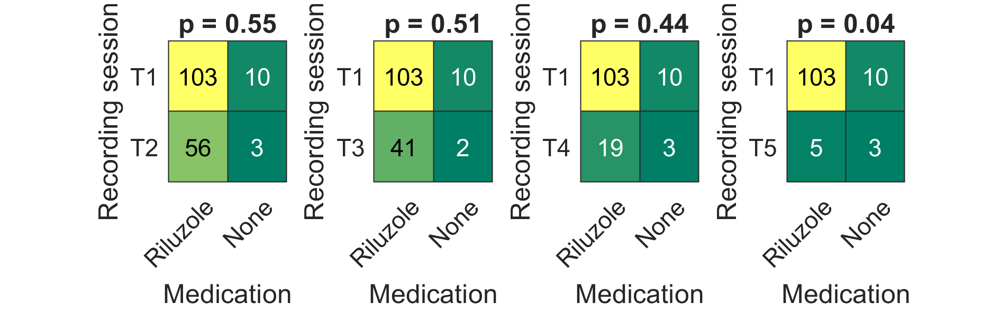 p = 0.55
Recording session
T1 103 10
T2 56 3
Riluzole None
Medication
p = 0.51
Recording session
T1 103 10
T3 41 2
Riluzole None
Medication
p = 0.44
Recording session
T1 103 10
T4 19 3
Riluzole None
Medication
p = 0.04
Recording session
T1 103 10
T5 5 3
Riluzole None
Medication